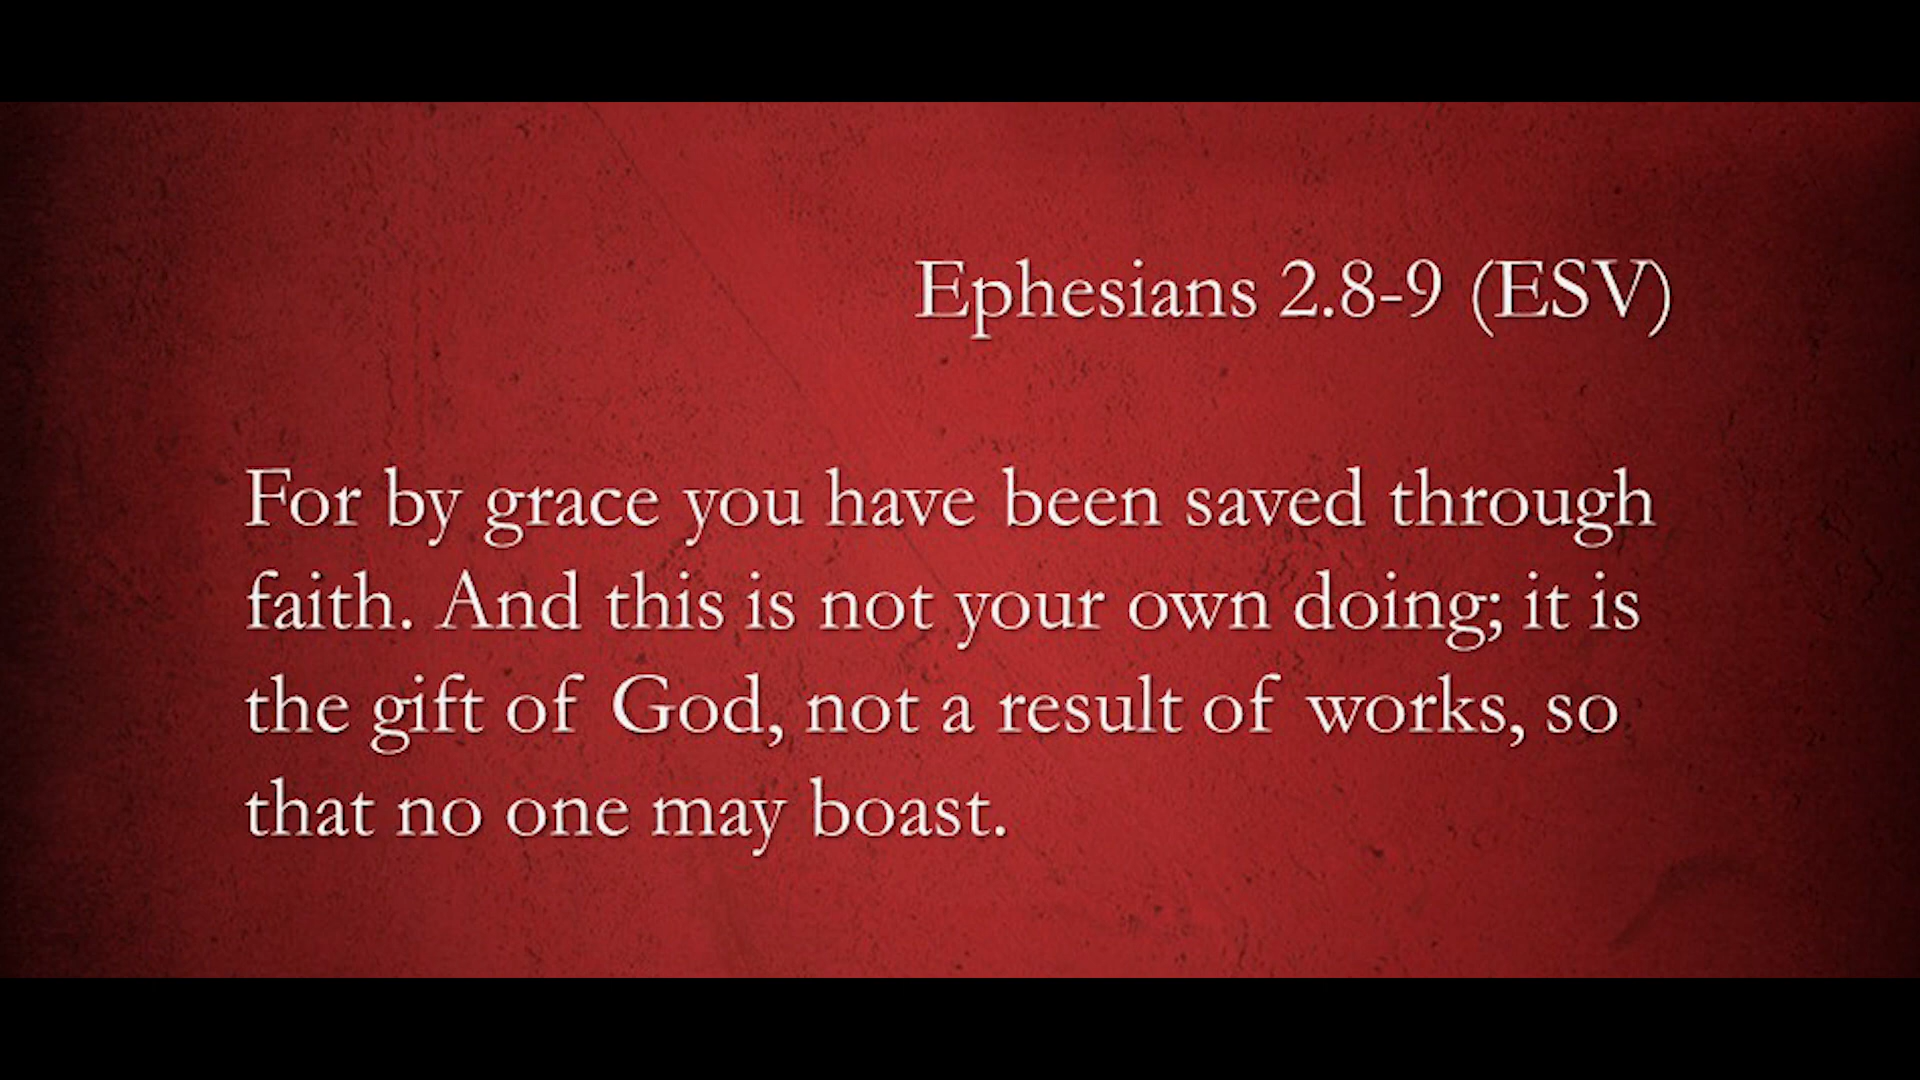 Ephesians 2.8-9 (ESV)
For by grace you have been saved through
faith. And this is not your own doing; it is
the gift of God, not a result of works, so
that no one may boast.